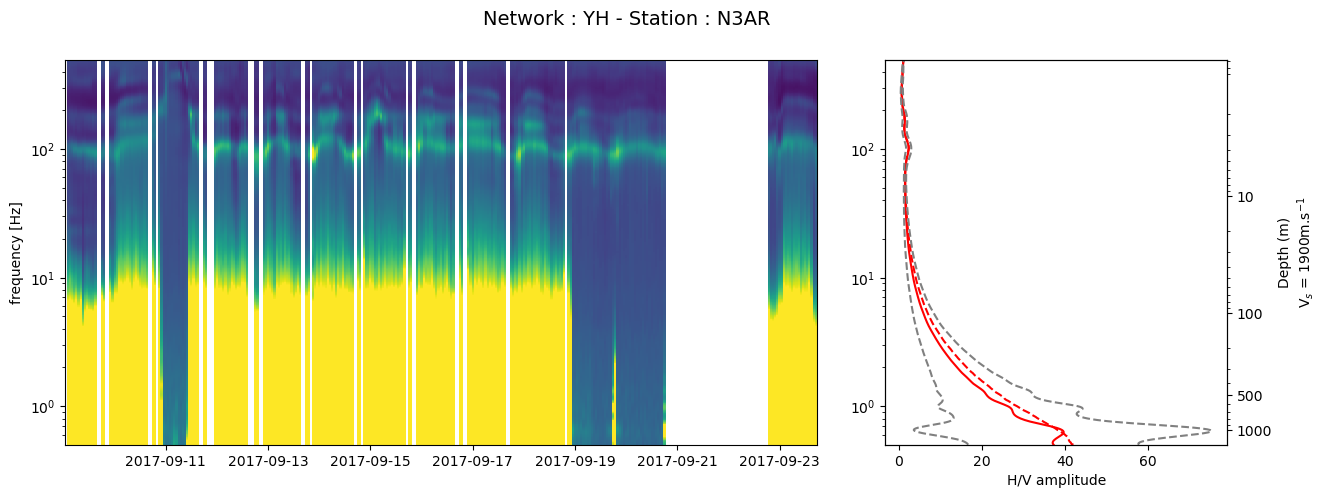 Network : YH - Station : N3AR
frequency [Hz]
10²
10¹
10⁰
2017-09-11 2017-09-13 2017-09-15 2017-09-17 2017-09-19 2017-09-21 2017-09-23
10²
10¹
10⁰
0 20 40 60
H/V amplitude
10
100
500
1000
Depth (m)
Vₛ = 1900m.s⁻¹